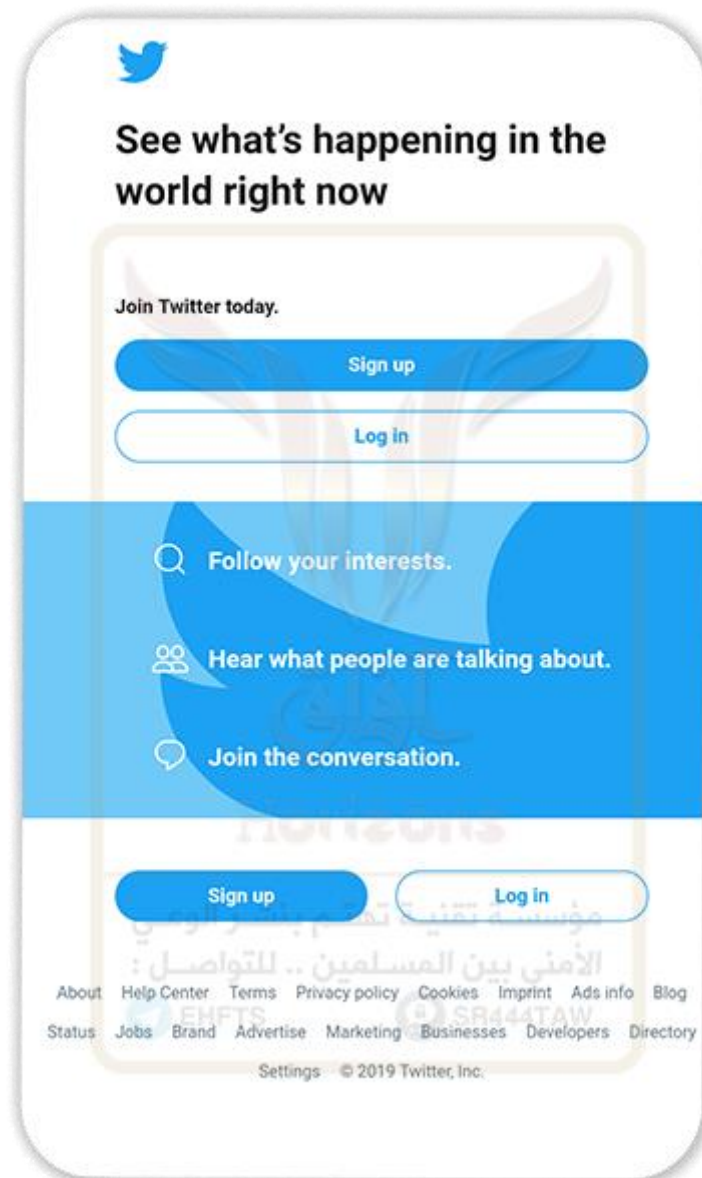 See what's happening in the
world right now
Join Twitter today.
Sign up
Log in
Follow your interests.
Hear what people are talking about.
Join the conversation.
آفاق
Horizons
Sign up Log in
مؤسسة تقنية تهتم بنشر الوعي
الأمني بين المسلمين .. للتواصل :
About Help Center Terms Privacy policy Cookies Imprint Ads info Blog
EHFTS SR444TAW
Status Jobs Brand Advertise Marketing Businesses Developers Directory
Settings © 2019 Twitter, Inc.